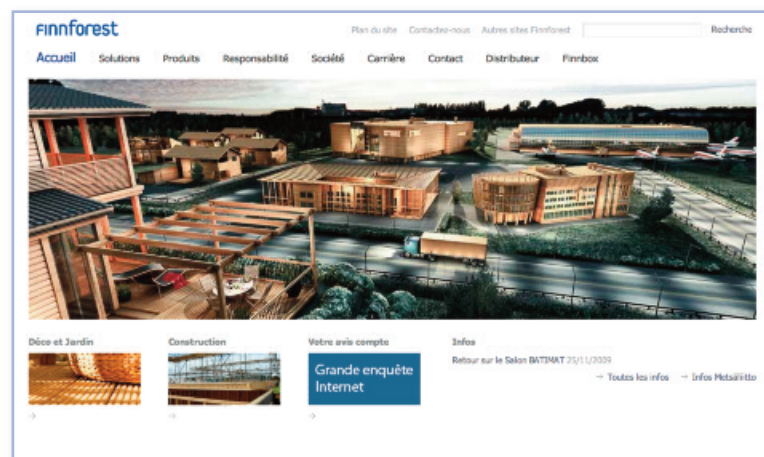 Finnforest
Plan du site Contactez-nous Autres sites Finnforest Recherche
Accueil Solutions Produits Responsabilité Société Carrière Contact Distributeur Finnbox
Déco et Jardin Construction Votre avis compte Infos
Grande enquête
Internet
Retour sur le Salon BATIMAT 25/11/2009
→ Toutes les infos → Infos Metsäliitto